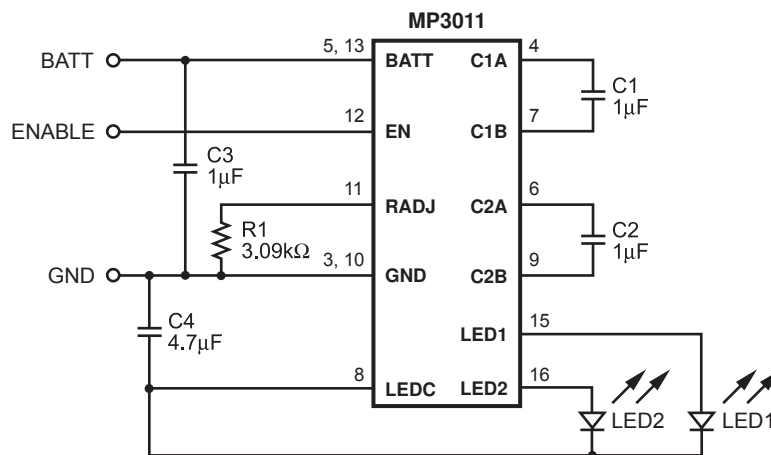 MP3011
BATT
5, 13
BATT
C1A
4
C1
1µF
ENABLE
12
EN
C1B
7
C3
1µF
11
RADJ
C2A
6
R1
3.09kΩ
C2
1µF
GND
3, 10
GND
C2B
9
C4
4.7µF
LED1
15
8
LEDC
LED2
16
LED2
LED1